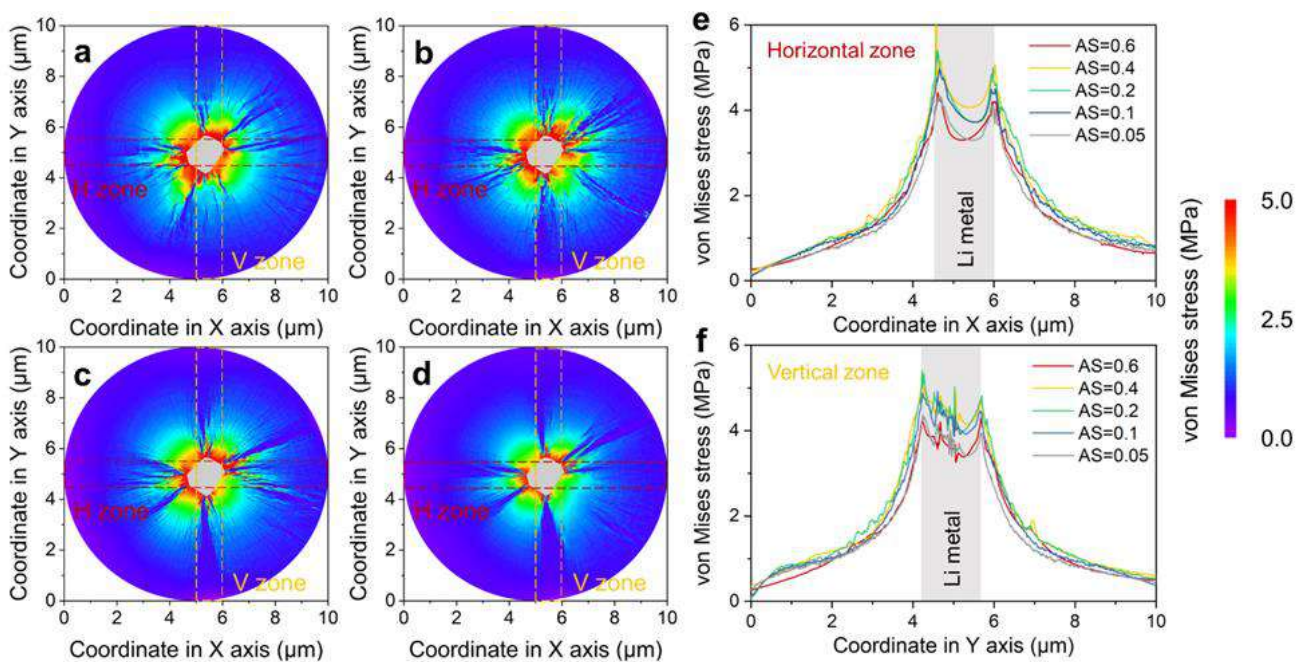 a
10
8
6
4
2
0
0 2 4 6 8 10
Coordinate in Y axis (µm)
Coordinate in X axis (µm)
H zone
V zone
b
10
8
6
4
2
0
0 2 4 6 8 10
Coordinate in Y axis (µm)
Coordinate in X axis (µm)
H zone
V zone
e
6
4
2
0
0 2 4 6 8 10
von Mises stress (MPa)
Coordinate in X axis (µm)
Horizontal zone
AS=0.6
AS=0.4
AS=0.2
AS=0.1
AS=0.05
Li metal
c
10
8
6
4
2
0
0 2 4 6 8 10
Coordinate in Y axis (µm)
Coordinate in X axis (µm)
H zone
V zone
d
10
8
6
4
2
0
0 2 4 6 8 10
Coordinate in Y axis (µm)
Coordinate in X axis (µm)
H zone
V zone
f
6
4
2
0
0 2 4 6 8 10
von Mises stress (MPa)
Coordinate in Y axis (µm)
Vertical zone
AS=0.6
AS=0.4
AS=0.2
AS=0.1
AS=0.05
Li metal
von Mises stress (MPa)
5.0
2.5
0.0